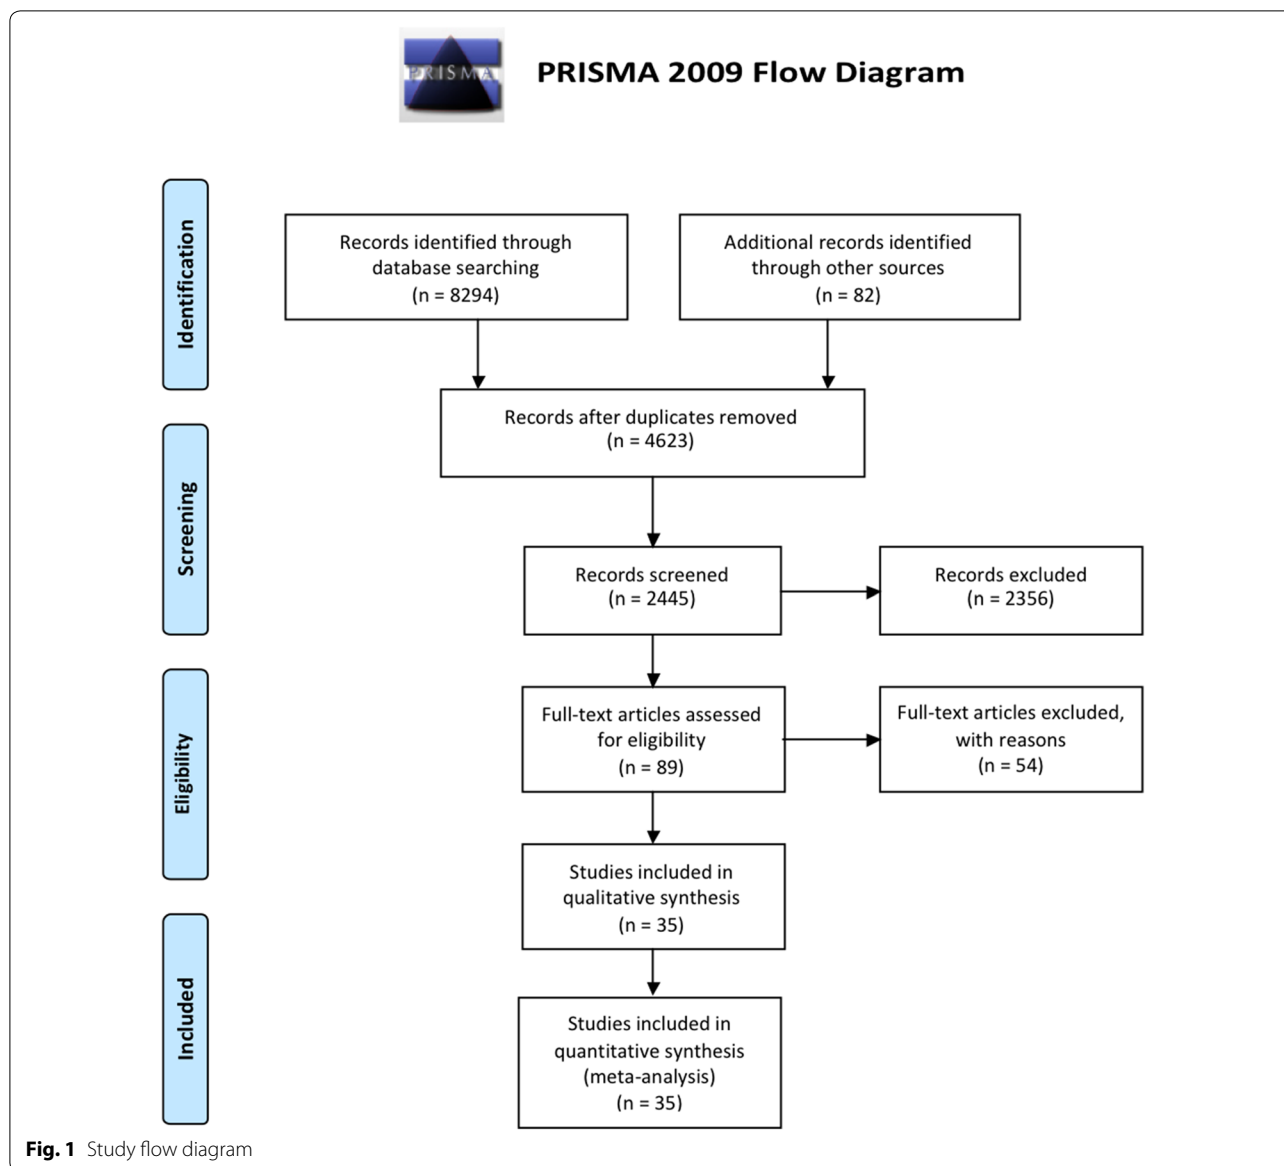 PRISMA
PRISMA 2009 Flow Diagram
Identification
Records identified through
database searching
(n = 8294)
Additional records identified
through other sources
(n = 82)
Records after duplicates removed
(n = 4623)
Screening
Records screened
(n = 2445)
Records excluded
(n = 2356)
Eligibility
Full-text articles assessed
for eligibility
(n = 89)
Full-text articles excluded,
with reasons
(n = 54)
Studies included in
qualitative synthesis
(n = 35)
Included
Studies included in
quantitative synthesis
(meta-analysis)
(n = 35)
Fig. 1 Study flow diagram